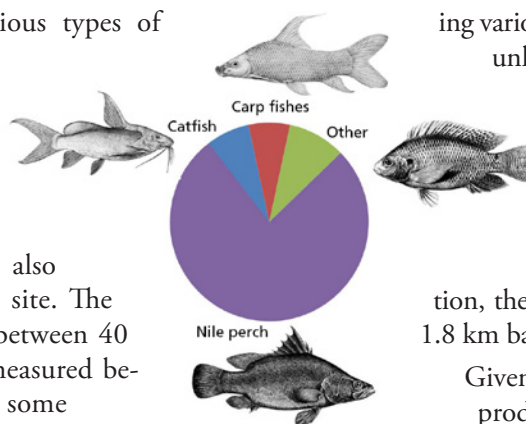 ious types of
also
site. The
between 40
measured be-
some
Carp fishes
Catfish
Other
Nile perch
ing vario
unl
tion, the
1.8 km ba
Given
prod